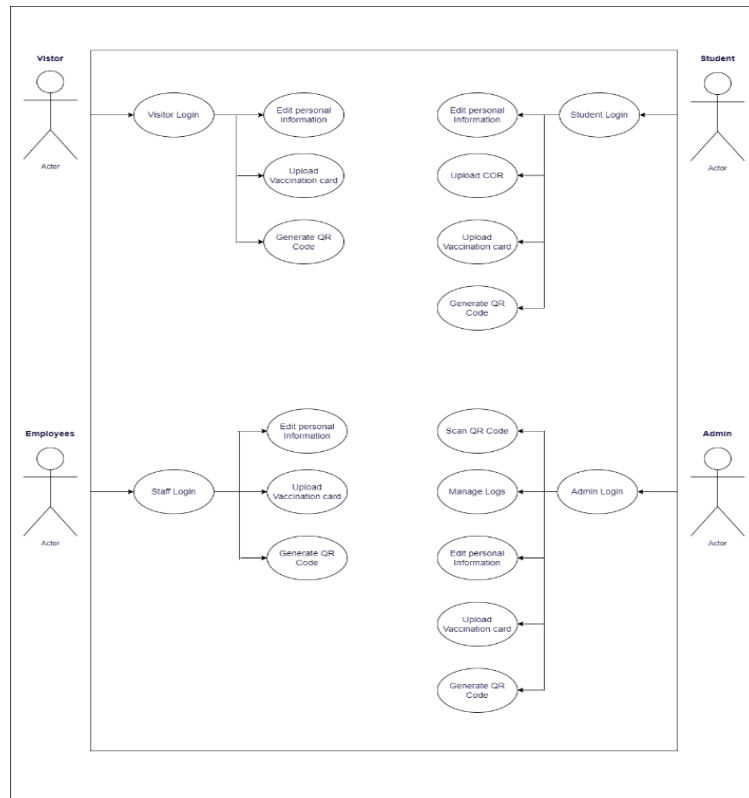 Vistor
Actor
Visitor Login
Edit personal
Information
Upload
Vaccination card
Generate QR
Code
Student
Actor
Student Login
Edit personal
Information
Upload COR
Upload
Vaccination card
Generate QR
Code
Employees
Actor
Staff Login
Edit personal
Information
Upload
Vaccination card
Generate QR
Code
Admin
Actor
Admin Login
Scan QR Code
Manage Logs
Edit personal
Information
Upload
Vaccination card
Generate QR
Code